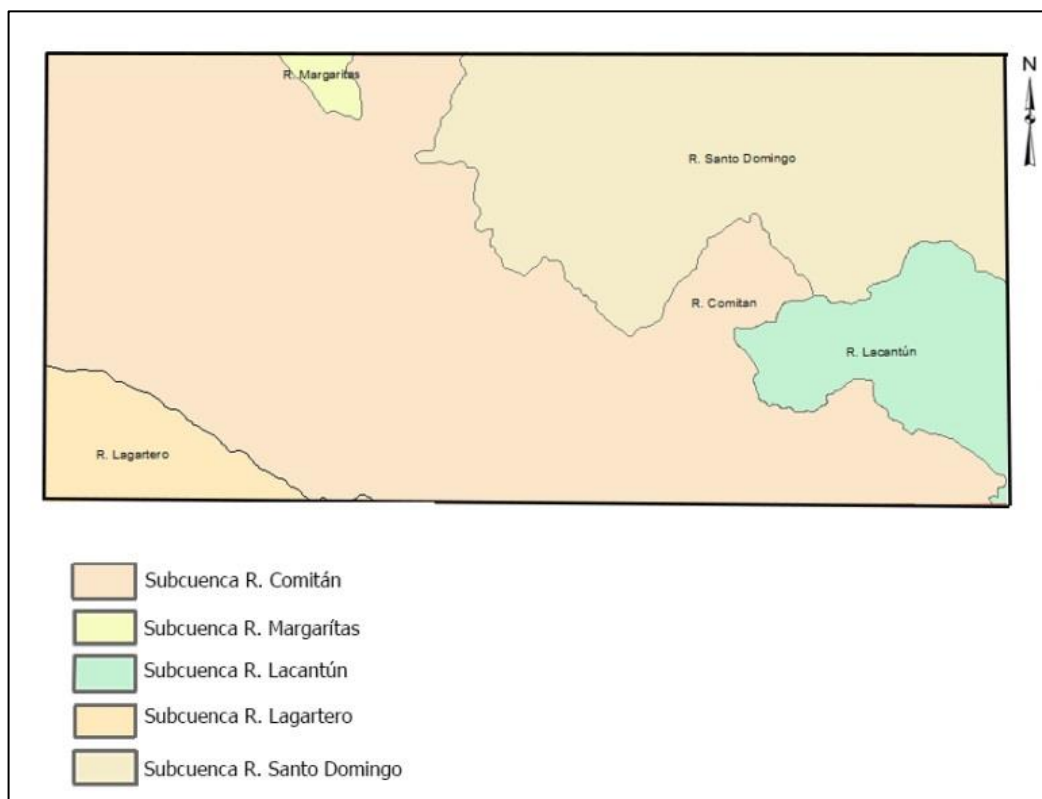 N
R. Margaritas
R. Santo Domingo
R. Comitan
R. Lacantún
R. Lagartero
Subcuenca R. Comitán
Subcuenca R. Margarítas
Subcuenca R. Lacantún
Subcuenca R. Lagartero
Subcuenca R. Santo Domingo